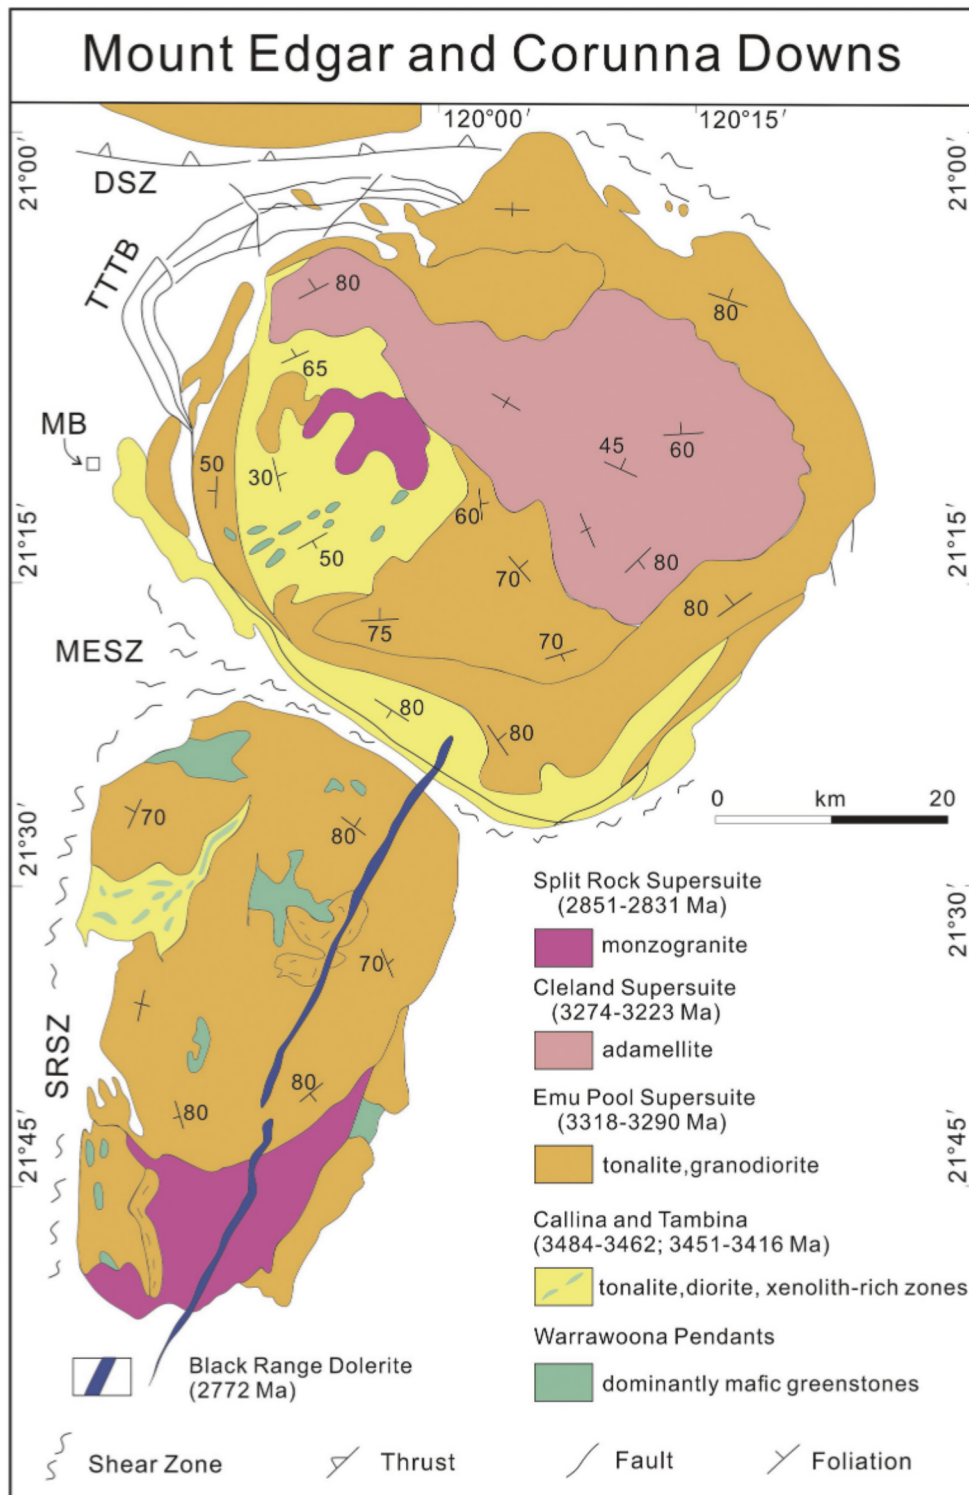 Mount Edgar and Corunna Downs
120°00′ 120°15′
21°00′ 21°00′
DSZ
TTTB
80
80
65
MB
50
30
45
60
60
21°15′ 21°15′
50
70
80
80
75
70
MESZ
80
80
0 km 20
21°30′ 21°30′
70
80
70
SRSZ
80
80
21°45′ 21°45′
Split Rock Supersuite
(2851-2831 Ma)
monzogranite
Cleland Supersuite
(3274-3223 Ma)
adamellite
Emu Pool Supersuite
(3318-3290 Ma)
tonalite,granodiorite
Callina and Tambina
(3484-3462; 3451-3416 Ma)
tonalite,diorite, xenolith-rich zones
Warrawoona Pendants
dominantly mafic greenstones
Black Range Dolerite
(2772 Ma)
Shear Zone Thrust Fault Foliation